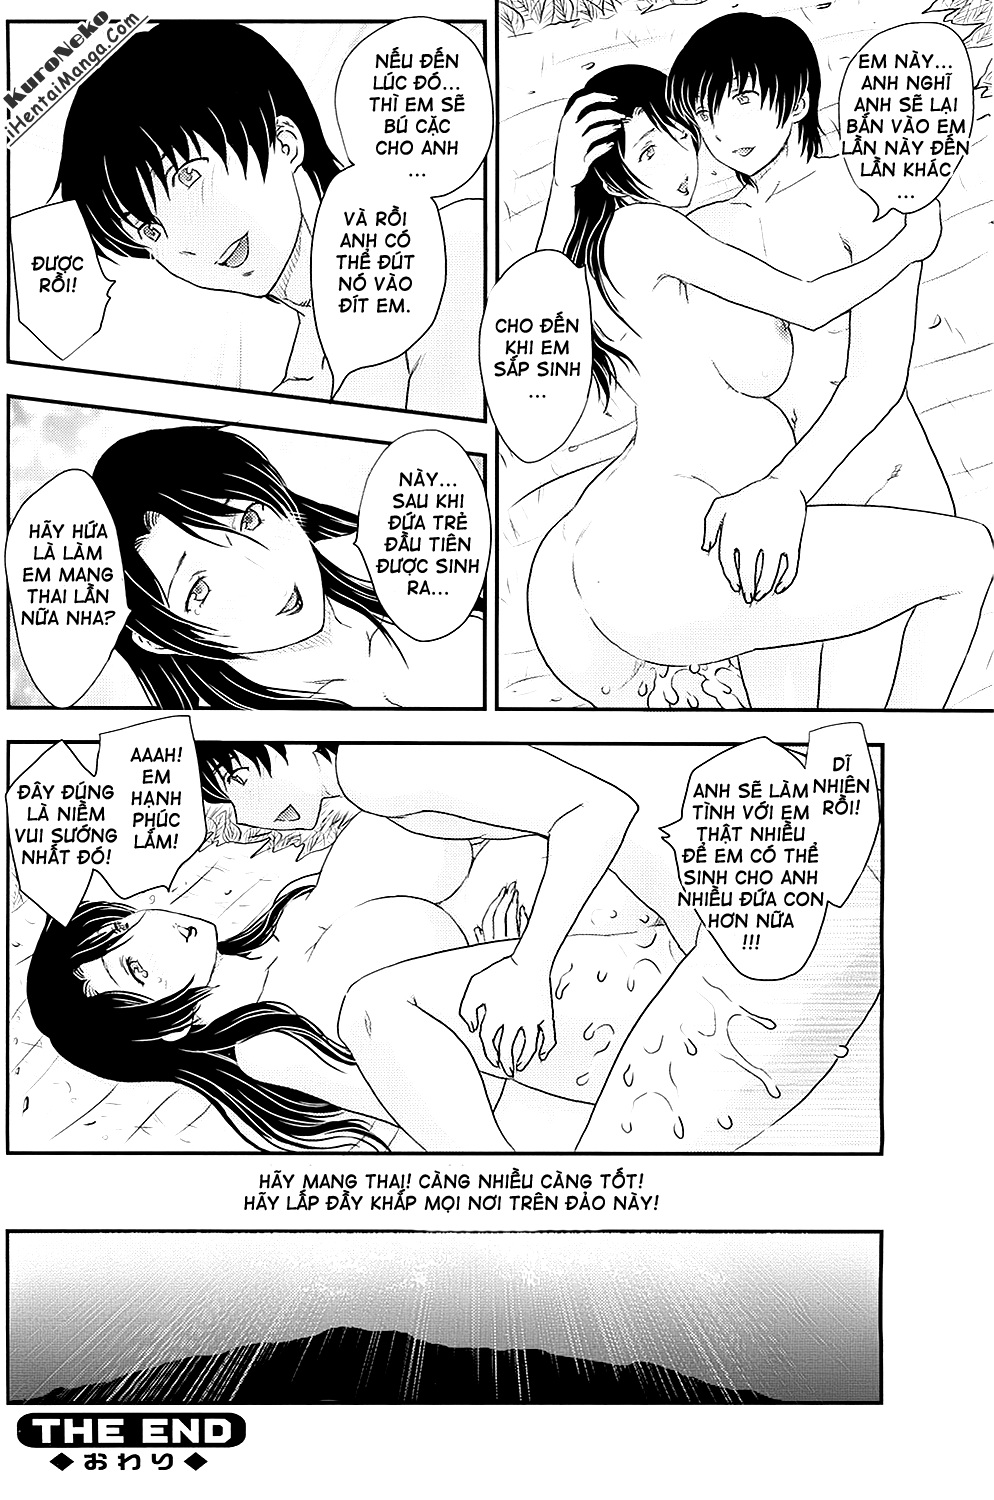 KuroNeko
iHentaiManga.Com
EM NÀY...
ANH NGHĨ
ANH SẼ LẠI
BẮN VÀO EM
LẦN NÀY ĐẾN
LẦN KHÁC
...
CHO ĐẾN
KHI EM
SẮP SINH
...
NẾU ĐẾN
LÚC ĐÓ...
THÌ EM SẼ
BÚ CẶC
CHO ANH
...
VÀ RỒI
ANH CÓ
THỂ ĐÚT
NÓ VÀO
ĐÍT EM.
ĐƯỢC
RỒI!
NÀY...
SAU KHI
ĐỨA TRẺ
ĐẦU TIÊN
ĐƯỢC SINH
RA...
HÃY HỨA
LÀ LÀM
EM MANG
THAI LẦN
NỮA NHA?
DĨ
NHIÊN
RỒI!
ANH SẼ LÀM
TÌNH VỚI EM
THẬT NHIỀU
ĐỂ EM CÓ THỂ
SINH CHO ANH
NHIỀU ĐỨA CON
HƠN NỮA
!!!
AAAH!
EM
HẠNH
PHÚC
LẮM!
ĐÂY ĐÚNG
LÀ NIỀM
VUI SƯỚNG
NHẤT ĐÓ!
HÃY MANG THAI! CÀNG NHIỀU CÀNG TỐT!
HÃY LẤP ĐẦY KHẮP MỌI NƠI TRÊN ĐẢO NÀY!
THE END
◆おわり◆